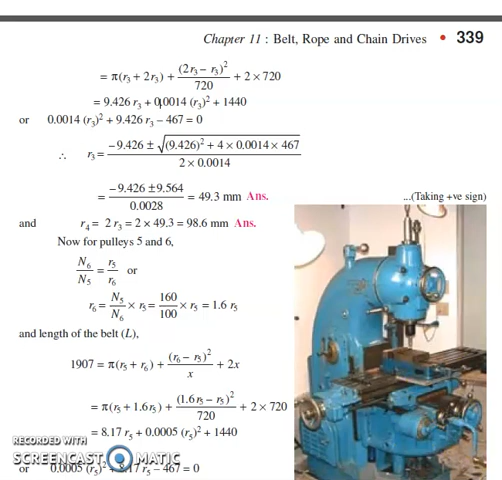 Chapter 11 : Belt, Rope and Chain Drives • 339
= π(r₃ + 2r₃) + (2r₃ – r₃)² / 720 + 2 × 720
= 9.426 r₃ + 0.0014 (r₃)² + 1440
or 0.0014 (r₃)² + 9.426 r₃ – 467 = 0
∴ r₃ = –9.426 ± √((9.426)² + 4 × 0.0014 × 467) / 2 × 0.0014
= –9.426 ± 9.564 / 0.0028 = 49.3 mm Ans. ...(Taking +ve sign)
and r₄ = 2 r₃ = 2 × 49.3 = 98.6 mm Ans.
Now for pulleys 5 and 6,
N₆ / N₅ = r₅ / r₆ or
r₆ = N₅ / N₆ × r₅ = 160 / 100 × r₅ = 1.6 r₅
and length of the belt (L),
1907 = π(r₅ + r₆) + (r₆ – r₅)² / x + 2x
= π(r₅ + 1.6r₅) + (1.6 r₅ – r₅)² / 720 + 2 × 720
= 8.17 r₅ + 0.0005 (r₅)² + 1440
RECORDED WITH
SCREENCAST MATIC
or 0.0005 (r₅)² + 8.17 r₅ – 467 = 0